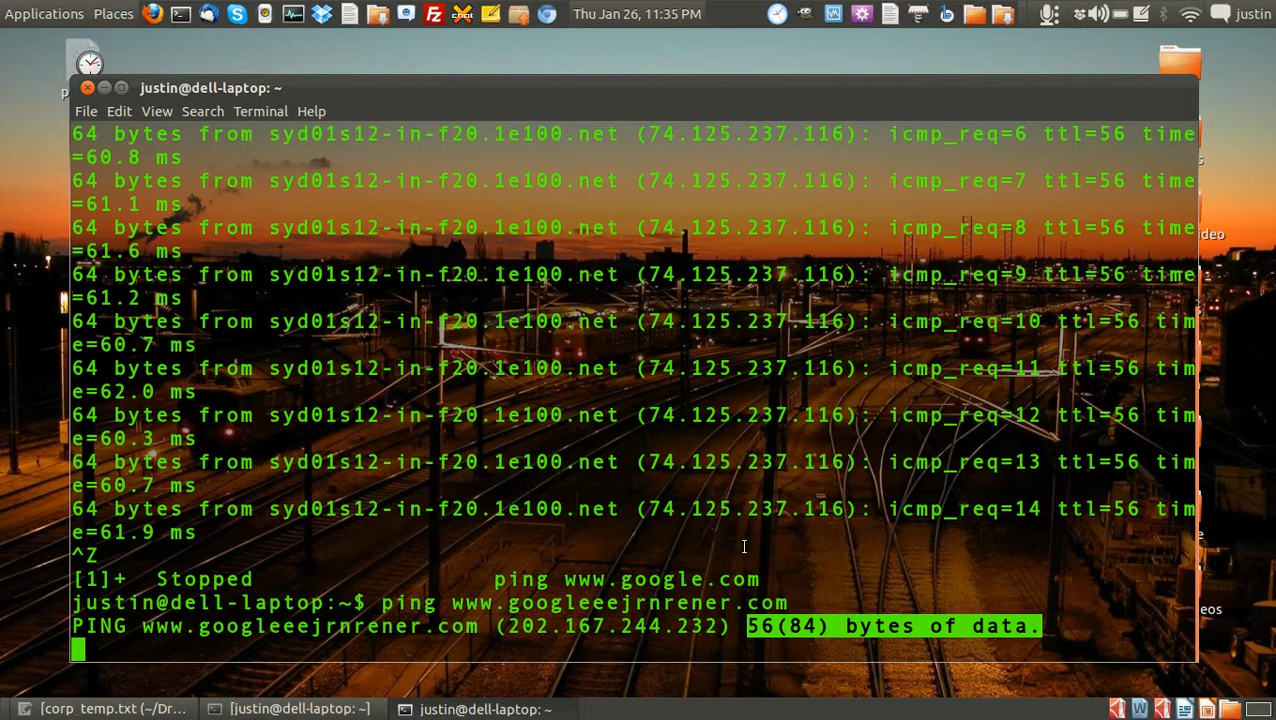 Applications Places Thu Jan 26, 11:35 PM justin
justin@dell-laptop: ~
File Edit View Search Terminal Help
64 bytes from syd01s12-in-f20.1e100.net (74.125.237.116): icmp_req=6 ttl=56 time
=60.8 ms
64 bytes from syd01s12-in-f20.1e100.net (74.125.237.116): icmp_req=7 ttl=56 time
=61.1 ms
64 bytes from syd01s12-in-f20.1e100.net (74.125.237.116): icmp_req=8 ttl=56 time
=61.6 ms
64 bytes from syd01s12-in-f20.1e100.net (74.125.237.116): icmp_req=9 ttl=56 time
=61.2 ms
64 bytes from syd01s12-in-f20.1e100.net (74.125.237.116): icmp_req=10 ttl=56 tim
e=60.7 ms
64 bytes from syd01s12-in-f20.1e100.net (74.125.237.116): icmp_req=11 ttl=56 tim
e=62.0 ms
64 bytes from syd01s12-in-f20.1e100.net (74.125.237.116): icmp_req=12 ttl=56 tim
e=60.3 ms
64 bytes from syd01s12-in-f20.1e100.net (74.125.237.116): icmp_req=13 ttl=56 tim
e=60.7 ms
64 bytes from syd01s12-in-f20.1e100.net (74.125.237.116): icmp_req=14 ttl=56 tim
e=61.9 ms
^Z
[1]+ Stopped ping www.google.com
justin@dell-laptop:~$ ping www.googleeejrnrener.com
PING www.googleeejrnrener.com (202.167.244.232) 56(84) bytes of data.
[corp_temp.txt (~/Dr... [justin@dell-laptop: ~] justin@dell-laptop: ~